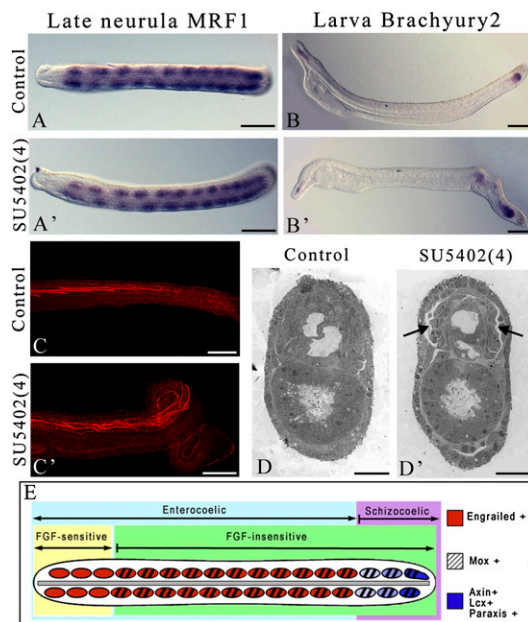 Late neurula MRF1 Larva Brachyury2
Control
A
B
SU5402(4)
A'
B'
Control
C
SU5402(4)
C'
Control SU5402(4)
D
D'
E
Enterocoelic Schizocoelic
FGF-sensitive FGF-insensitive
Engrailed +
Mox +
Axin+
Lcx+
Paraxis +